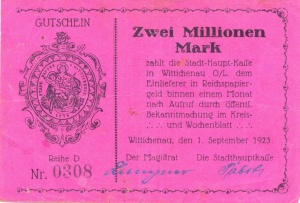 GUTSCHEIN
Reihe D
Nr. 0308
Zwei Millionen
Mark
zahlt die Stadt-Haupt-Kasse
in Wittichenau O/L. dem
Einlieferer in Reichspapier-
geld binnen einem Monat
nach Aufruf durch öffentl.
Bekanntmachung im Kreis-
und Wochenblatt
Wittichenau, den 1. September 1923
Der Magistrat Die Stadthauptkasse